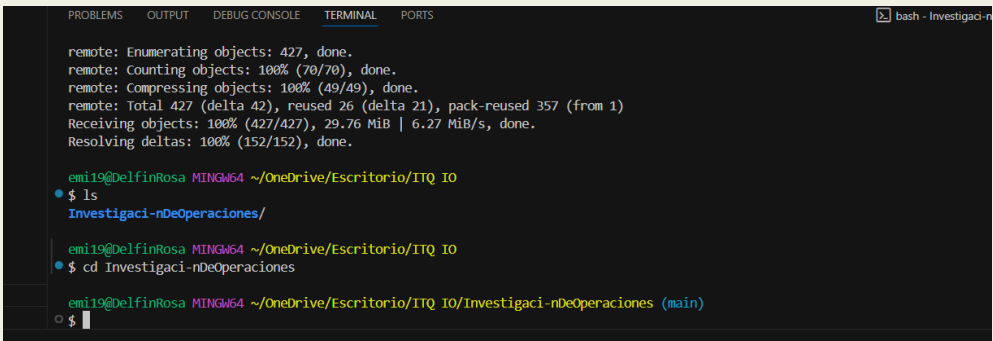 PROBLEMS OUTPUT DEBUG CONSOLE TERMINAL PORTS bash - Investigaci-n
remote: Enumerating objects: 427, done.
remote: Counting objects: 100% (70/70), done.
remote: Compressing objects: 100% (49/49), done.
remote: Total 427 (delta 42), reused 26 (delta 21), pack-reused 357 (from 1)
Receiving objects: 100% (427/427), 29.76 MiB | 6.27 MiB/s, done.
Resolving deltas: 100% (152/152), done.
emi19@DelfinRosa MINGW64 ~/OneDrive/Escritorio/ITQ IO
$ ls
Investigaci-nDeOperaciones/
emi19@DelfinRosa MINGW64 ~/OneDrive/Escritorio/ITQ IO
$ cd Investigaci-nDeOperaciones
emi19@DelfinRosa MINGW64 ~/OneDrive/Escritorio/ITQ IO/Investigaci-nDeOperaciones (main)
$